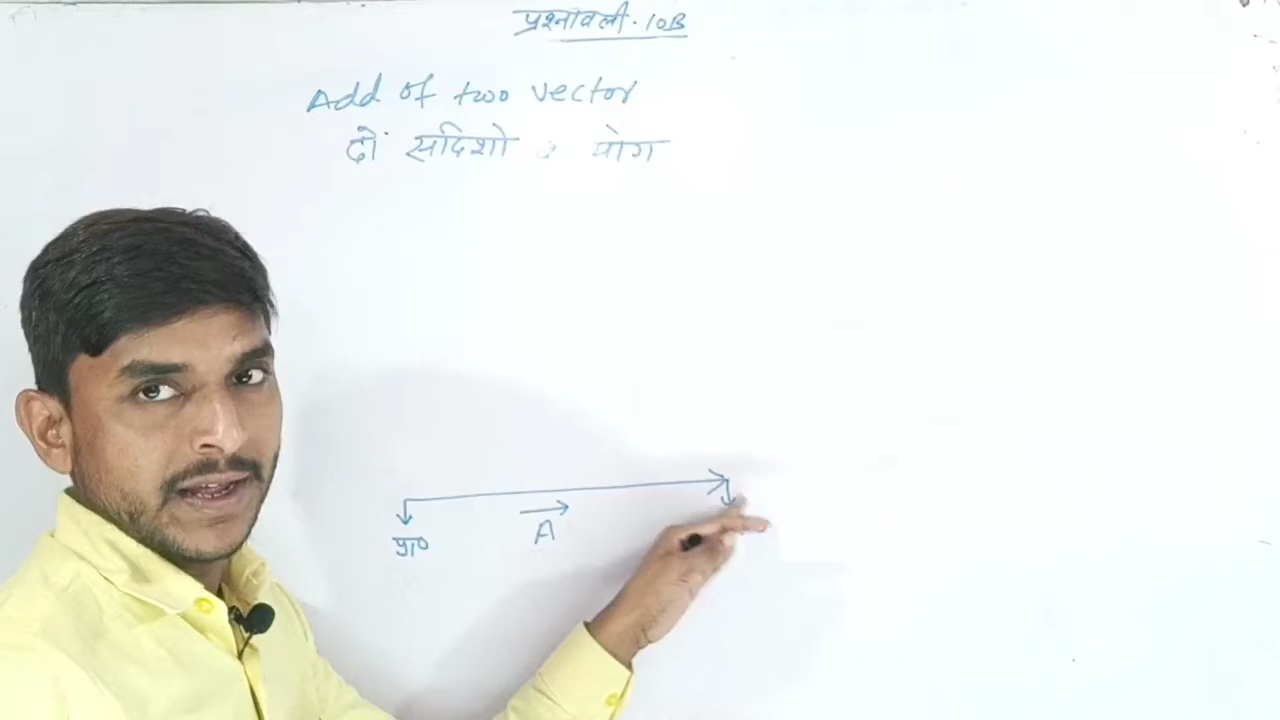 प्रश्नावली. 10B
Add of two vector
दो सदिशो योग
A
प्रा०